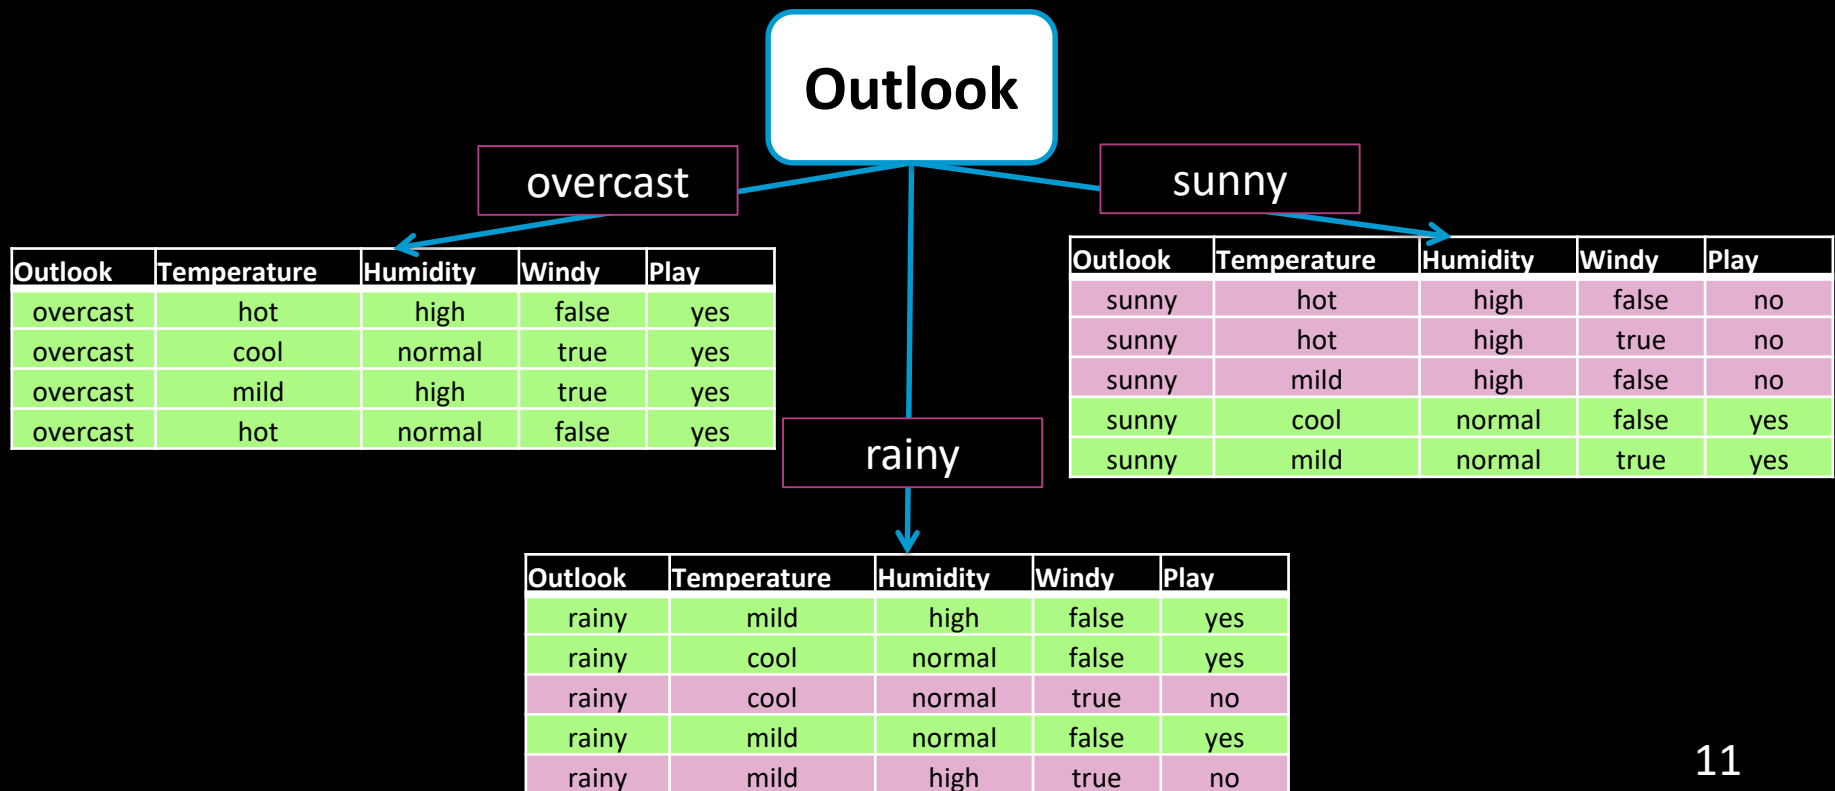 Outlook
overcast
sunny
Outlook Temperature Humidity Windy Play
overcast hot high false yes
overcast cool normal true yes
overcast mild high true yes
overcast hot normal false yes
Outlook Temperature Humidity Windy Play
sunny hot high false no
sunny hot high true no
sunny mild high false no
sunny cool normal false yes
sunny mild normal true yes
rainy
Outlook Temperature Humidity Windy Play
rainy mild high false yes
rainy cool normal false yes
rainy cool normal true no
rainy mild normal false yes
rainy mild high true no
11